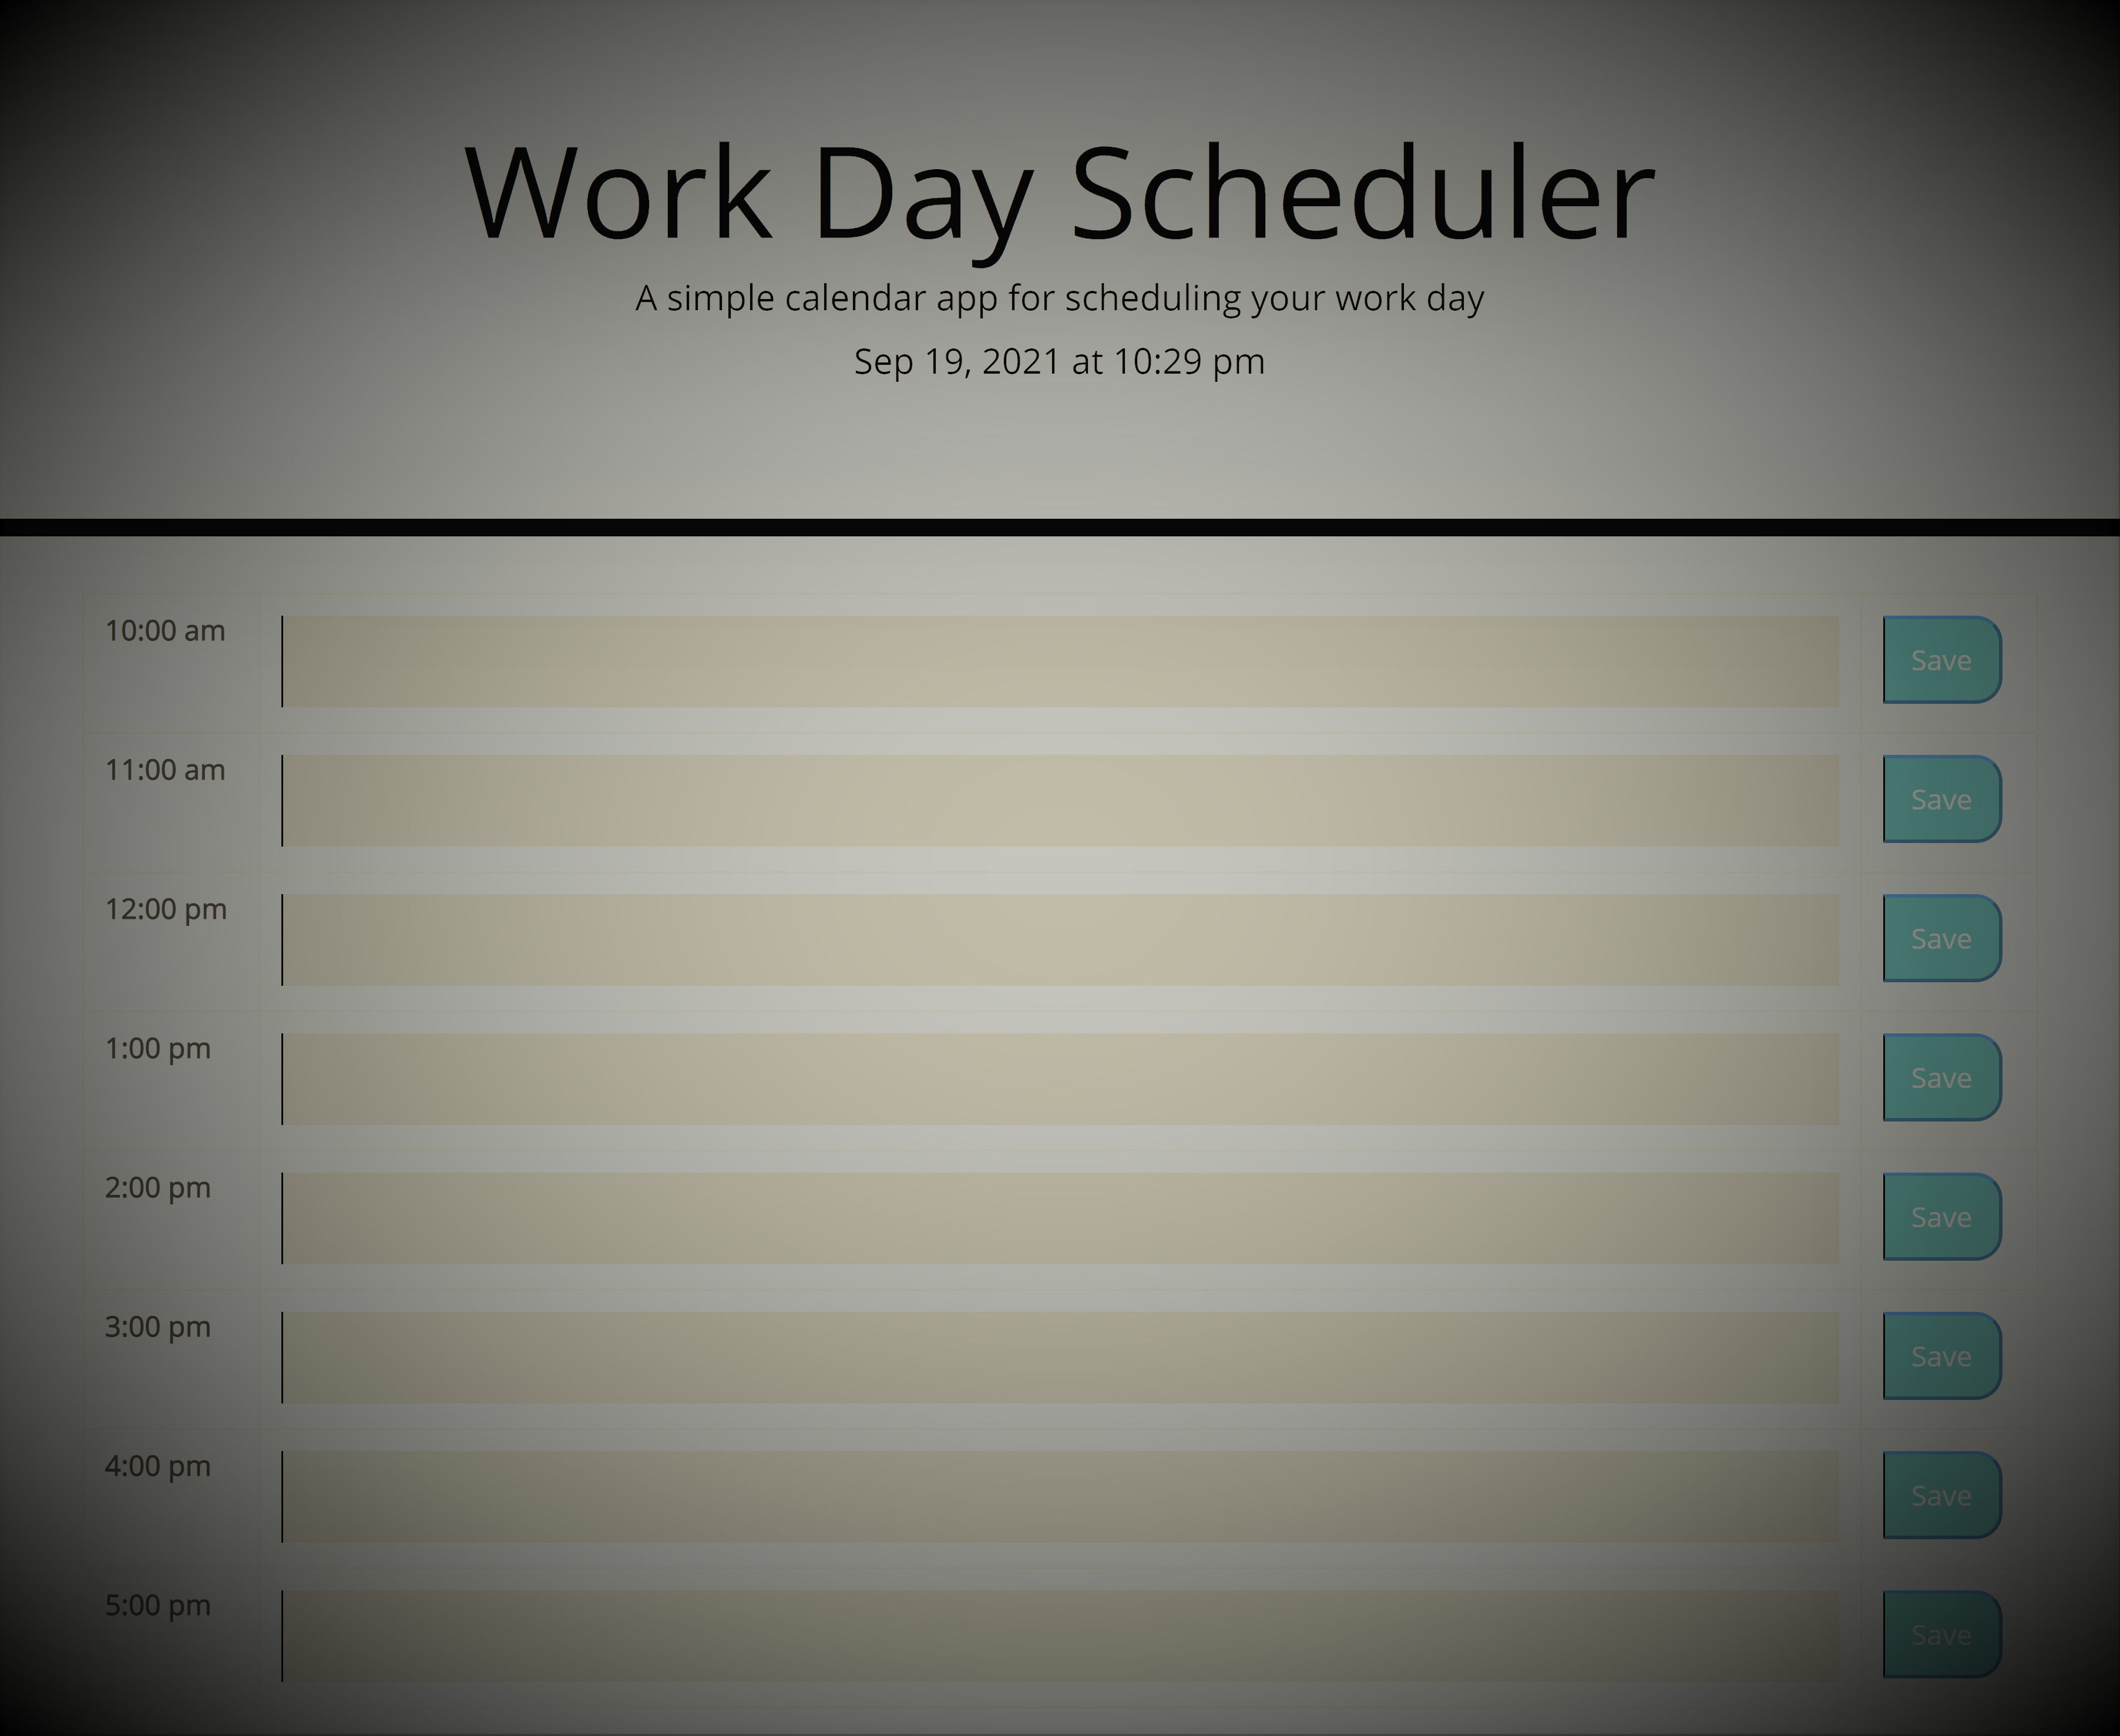 Work Day Scheduler
A simple calendar app for scheduling your work day
Sep 19, 2021 at 10:29 pm
10:00 am Save
11:00 am Save
12:00 pm Save
1:00 pm Save
2:00 pm Save
3:00 pm Save
4:00 pm Save
5:00 pm Save